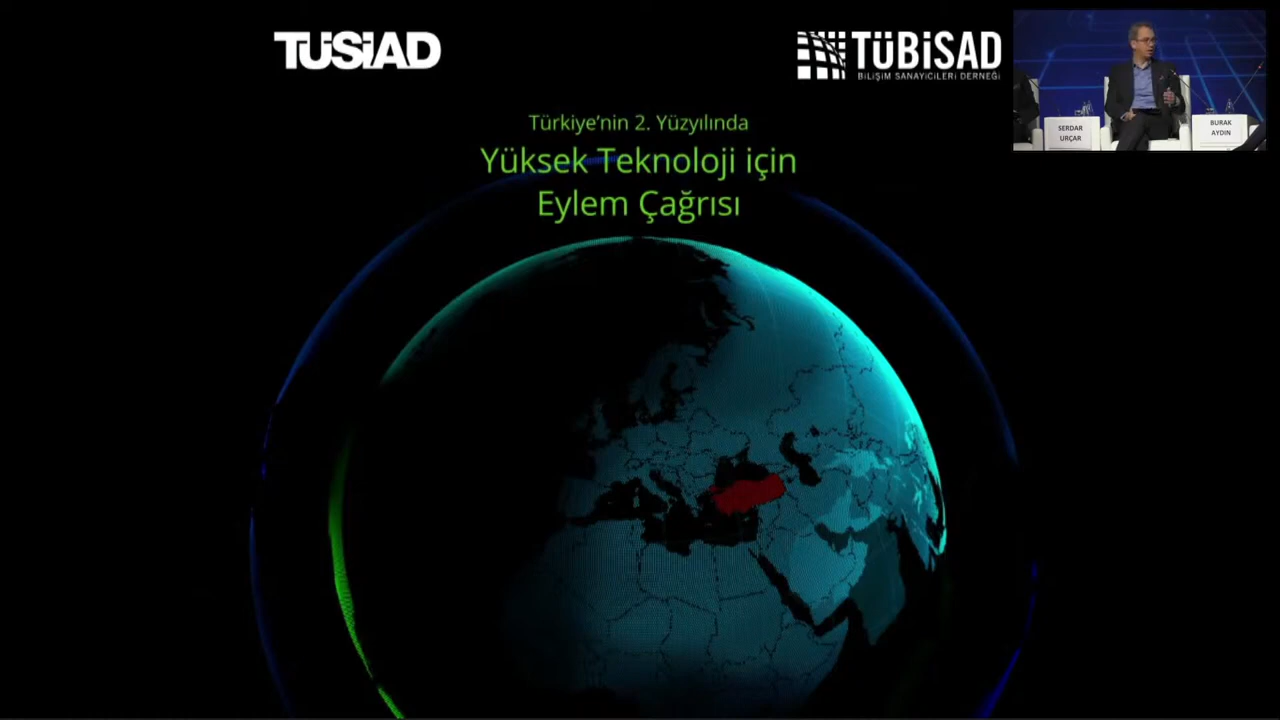 TÜSİAD
TÜBİSAD
BİLİŞİM SANAYİCİLERİ DERNEĞİ
Türkiye'nin 2. Yüzyılında
Yüksek Teknoloji için
Eylem Çağrısı
SERDAR
URÇAR
BURAK
AYDIN